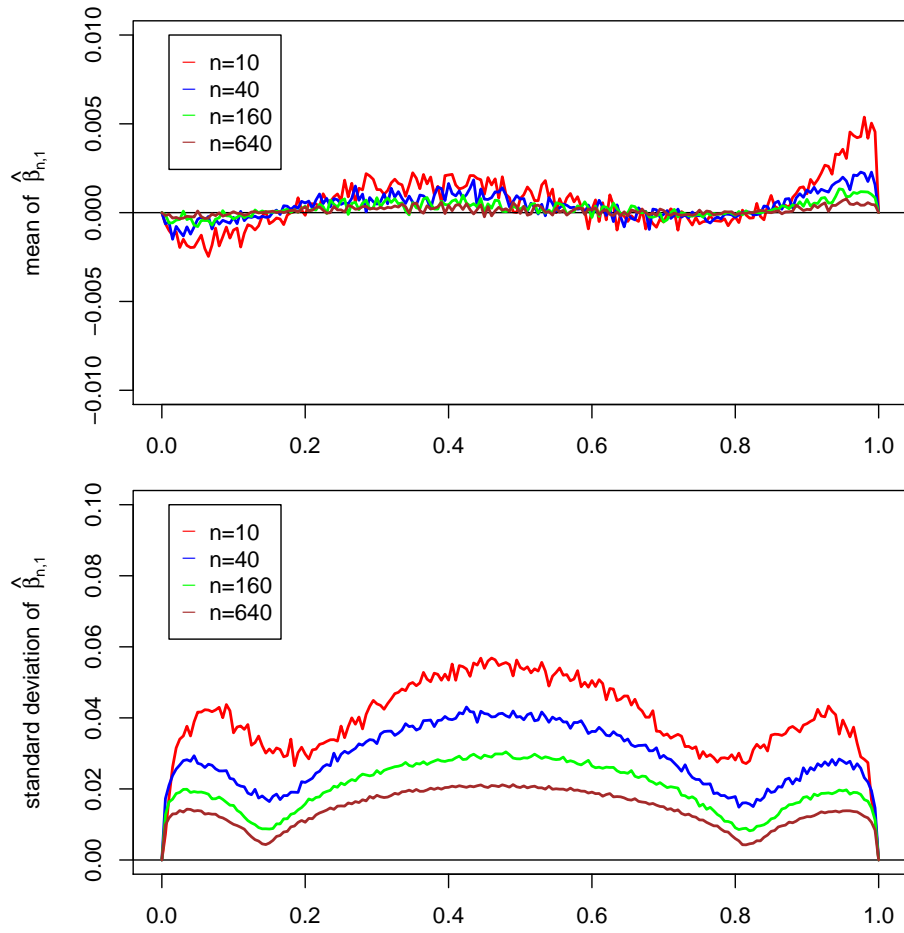 mean of β̂n,1
0.010
0.005
0.000
−0.005
−0.010
n=10
n=40
n=160
n=640
0.0 0.2 0.4 0.6 0.8 1.0
standard deviation of β̂n,1
0.10
0.08
0.06
0.04
0.02
0.00
n=10
n=40
n=160
n=640
0.0 0.2 0.4 0.6 0.8 1.0